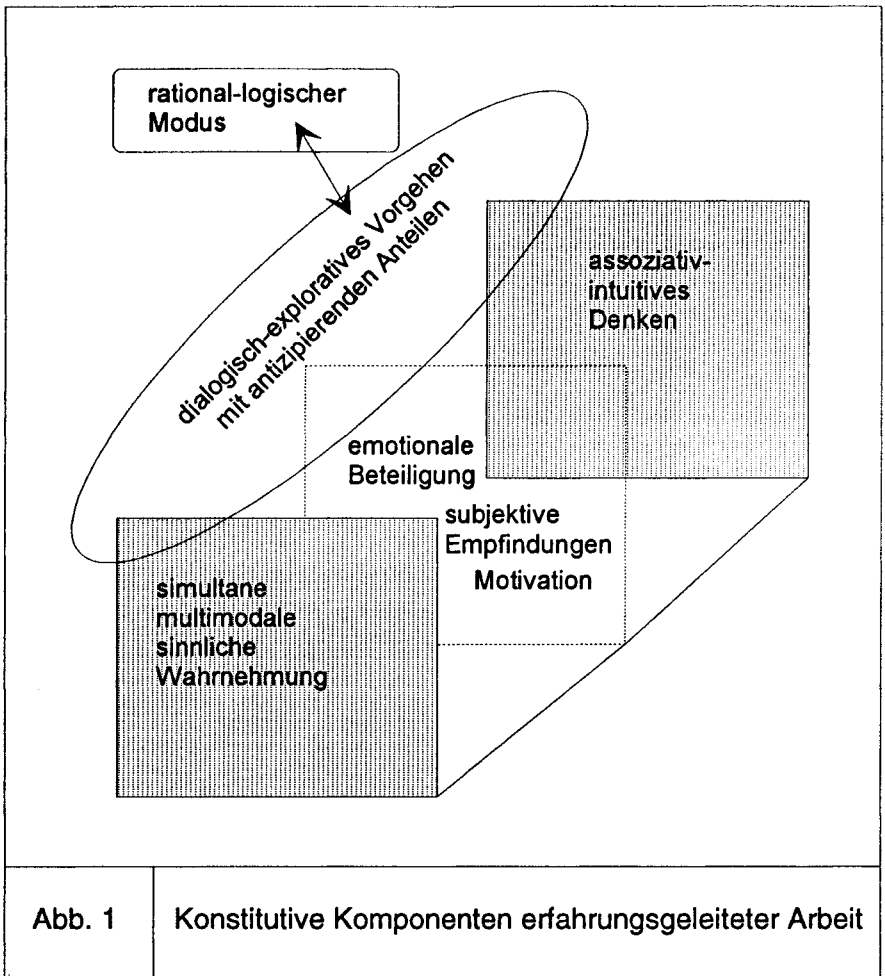 rational-logischer
Modus
dialogisch-exploratives Vorgehen
mit antizipierenden Anteilen
assoziativ-
intuitives
Denken
emotionale
Beteiligung
subjektive
Empfindungen
Motivation
simultane
multimodale
sinnliche
Wahrnehmung
Abb. 1
Konstitutive Komponenten erfahrungsgeleiteter Arbeit